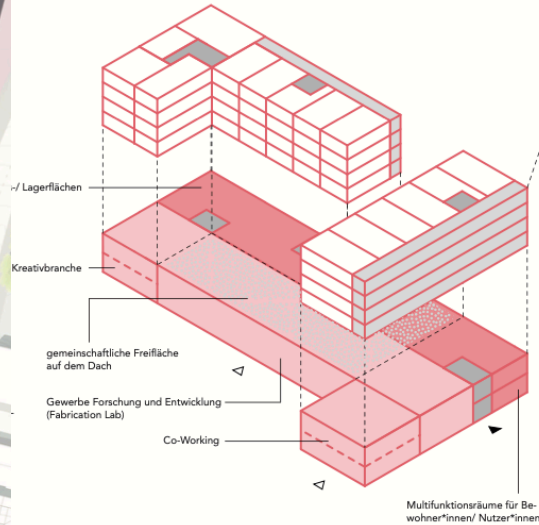 -/ Lagerflächen
Kreativbranche
gemeinschaftliche Freifläche
auf dem Dach
Gewerbe Forschung und Entwicklung
(Fabrication Lab)
Co-Working
Multifunktionsräume für Be-
wohner*innen/ Nutzer*innen